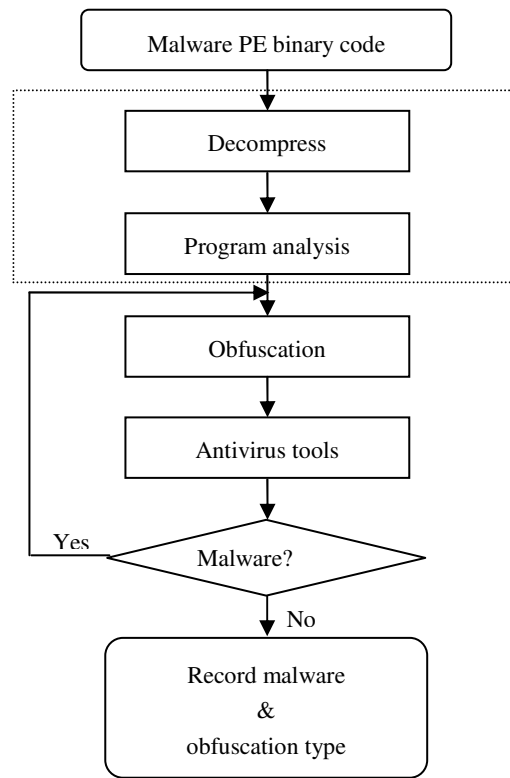 Malware PE binary code
Decompress
Program analysis
Obfuscation
Antivirus tools
Yes
Malware?
No
Record malware
&
obfuscation type